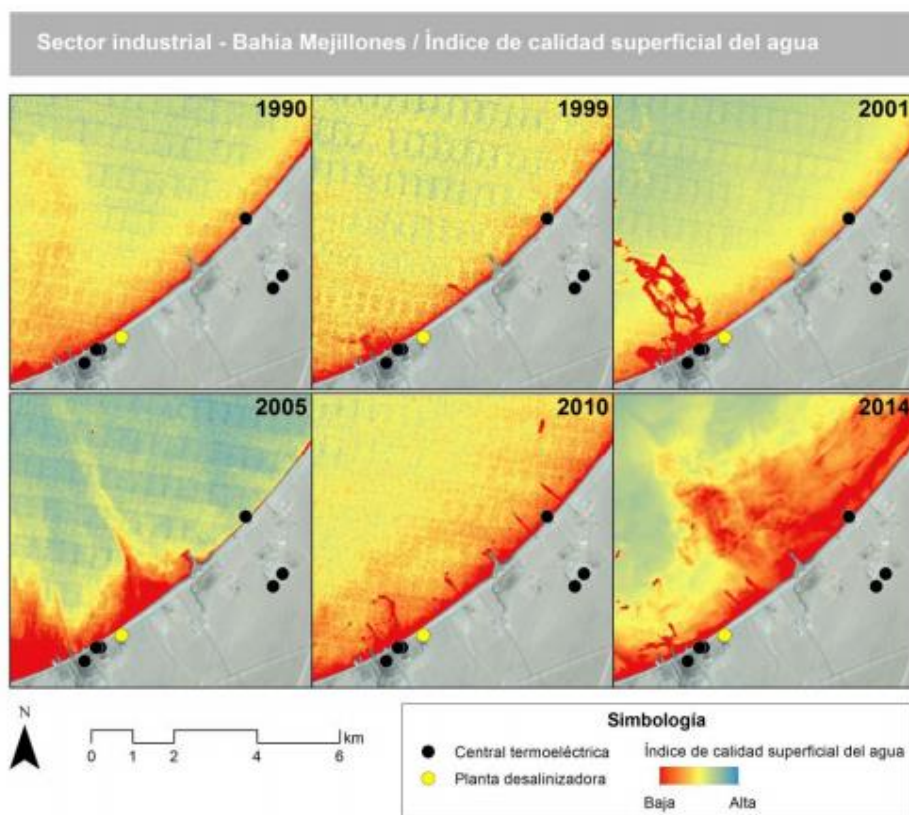 Sector industrial - Bahía Mejillones / Índice de calidad superficial del agua
1990
1999
2001
2005
2010
2014
N
0 1 2 4 6
km
Simbología
Central termoeléctrica
Planta desalinizadora
Índice de calidad superficial del agua
Baja Alta